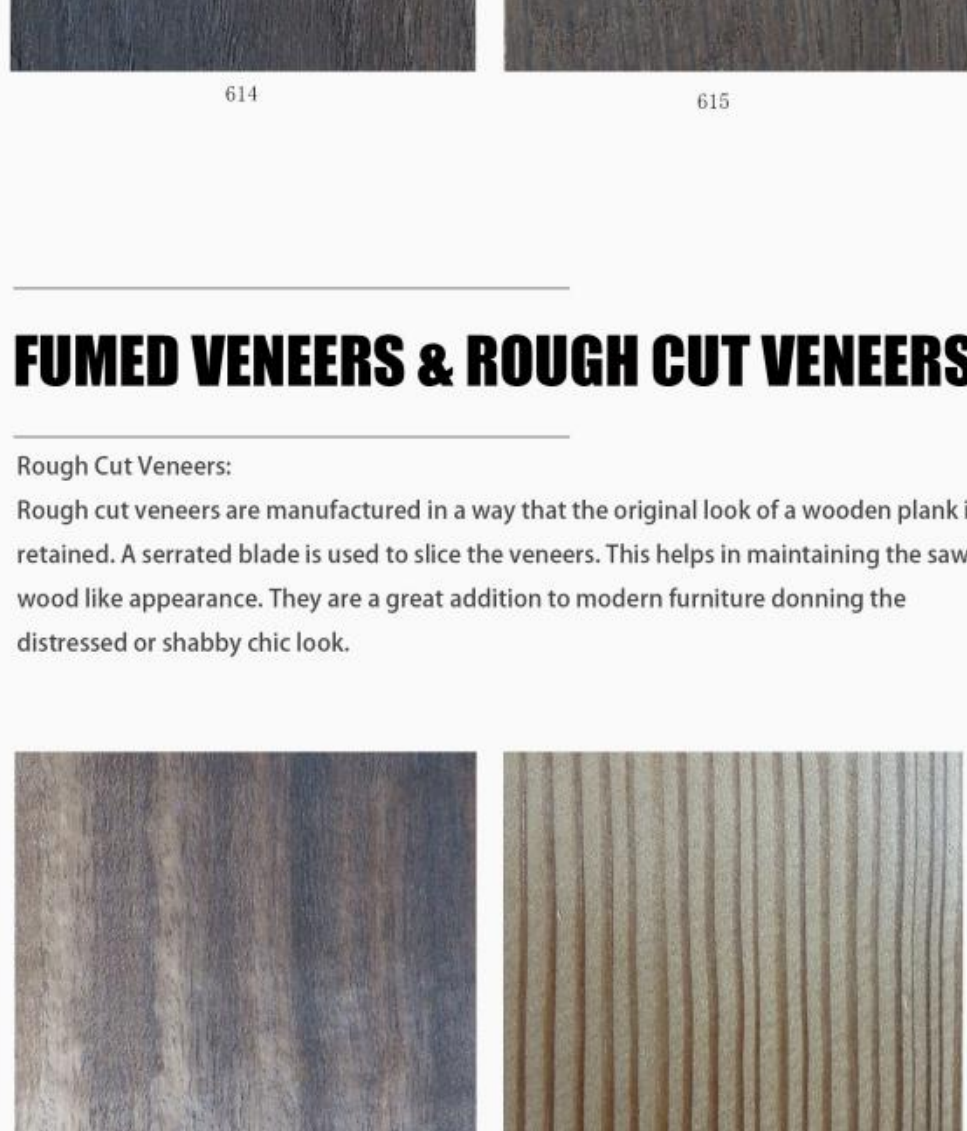 614
615
FUMED VENEERS & ROUGH CUT VENEERS
Rough Cut Veneers:
Rough cut veneers are manufactured in a way that the original look of a wooden plank
retained. A serrated blade is used to slice the veneers. This helps in maintaining the saw
wood like appearance. They are a great addition to modern furniture donning the
distressed or shabby chic look.